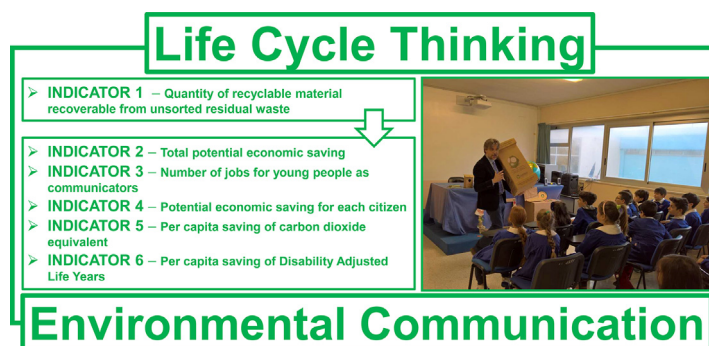 Life Cycle Thinking
➢ INDICATOR 1 – Quantity of recyclable material
recoverable from unsorted residual waste
➢ INDICATOR 2 – Total potential economic saving
➢ INDICATOR 3 – Number of jobs for young people as
communicators
➢ INDICATOR 4 – Potential economic saving for each citizen
➢ INDICATOR 5 – Per capita saving of carbon dioxide
equivalent
➢ INDICATOR 6 – Per capita saving of Disability Adjusted
Life Years
Environmental Communication